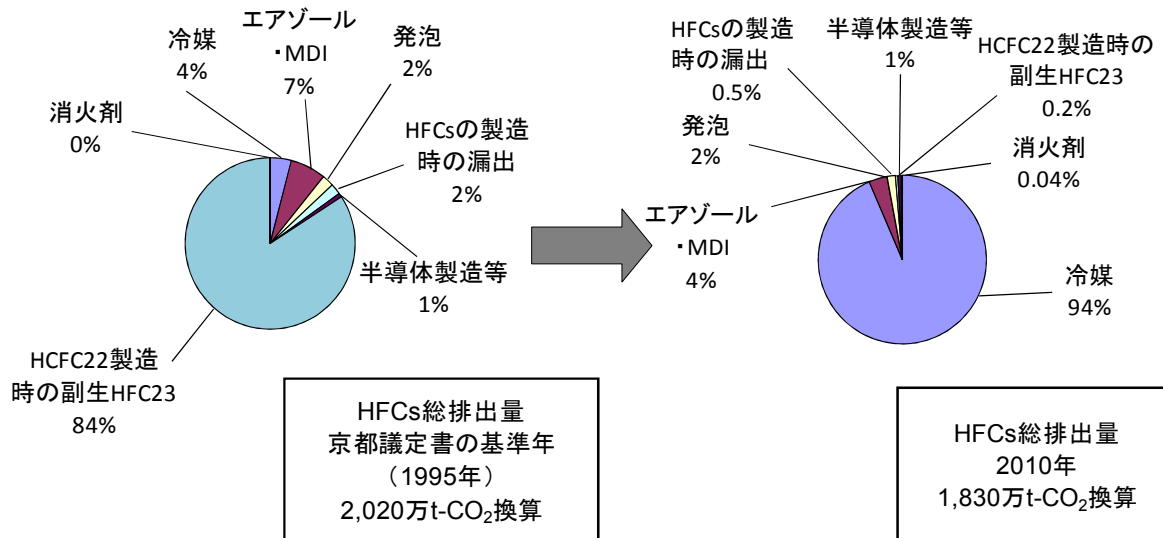 冷媒
4%
エアゾール
・MDI
7%
発泡
2%
消火剤
0%
HFCsの製造
時の漏出
2%
半導体製造等
1%
HCFC22製造
時の副生HFC23
84%
HFCs総排出量
京都議定書の基準年
（1995年）
2,020万t-CO₂換算
HFCsの製造
時の漏出
0.5%
半導体製造等
1%
HCFC22製造時の
副生HFC23
0.2%
発泡
2%
消火剤
0.04%
エアゾール
・MDI
4%
冷媒
94%
HFCs総排出量
2010年
1,830万t-CO₂換算